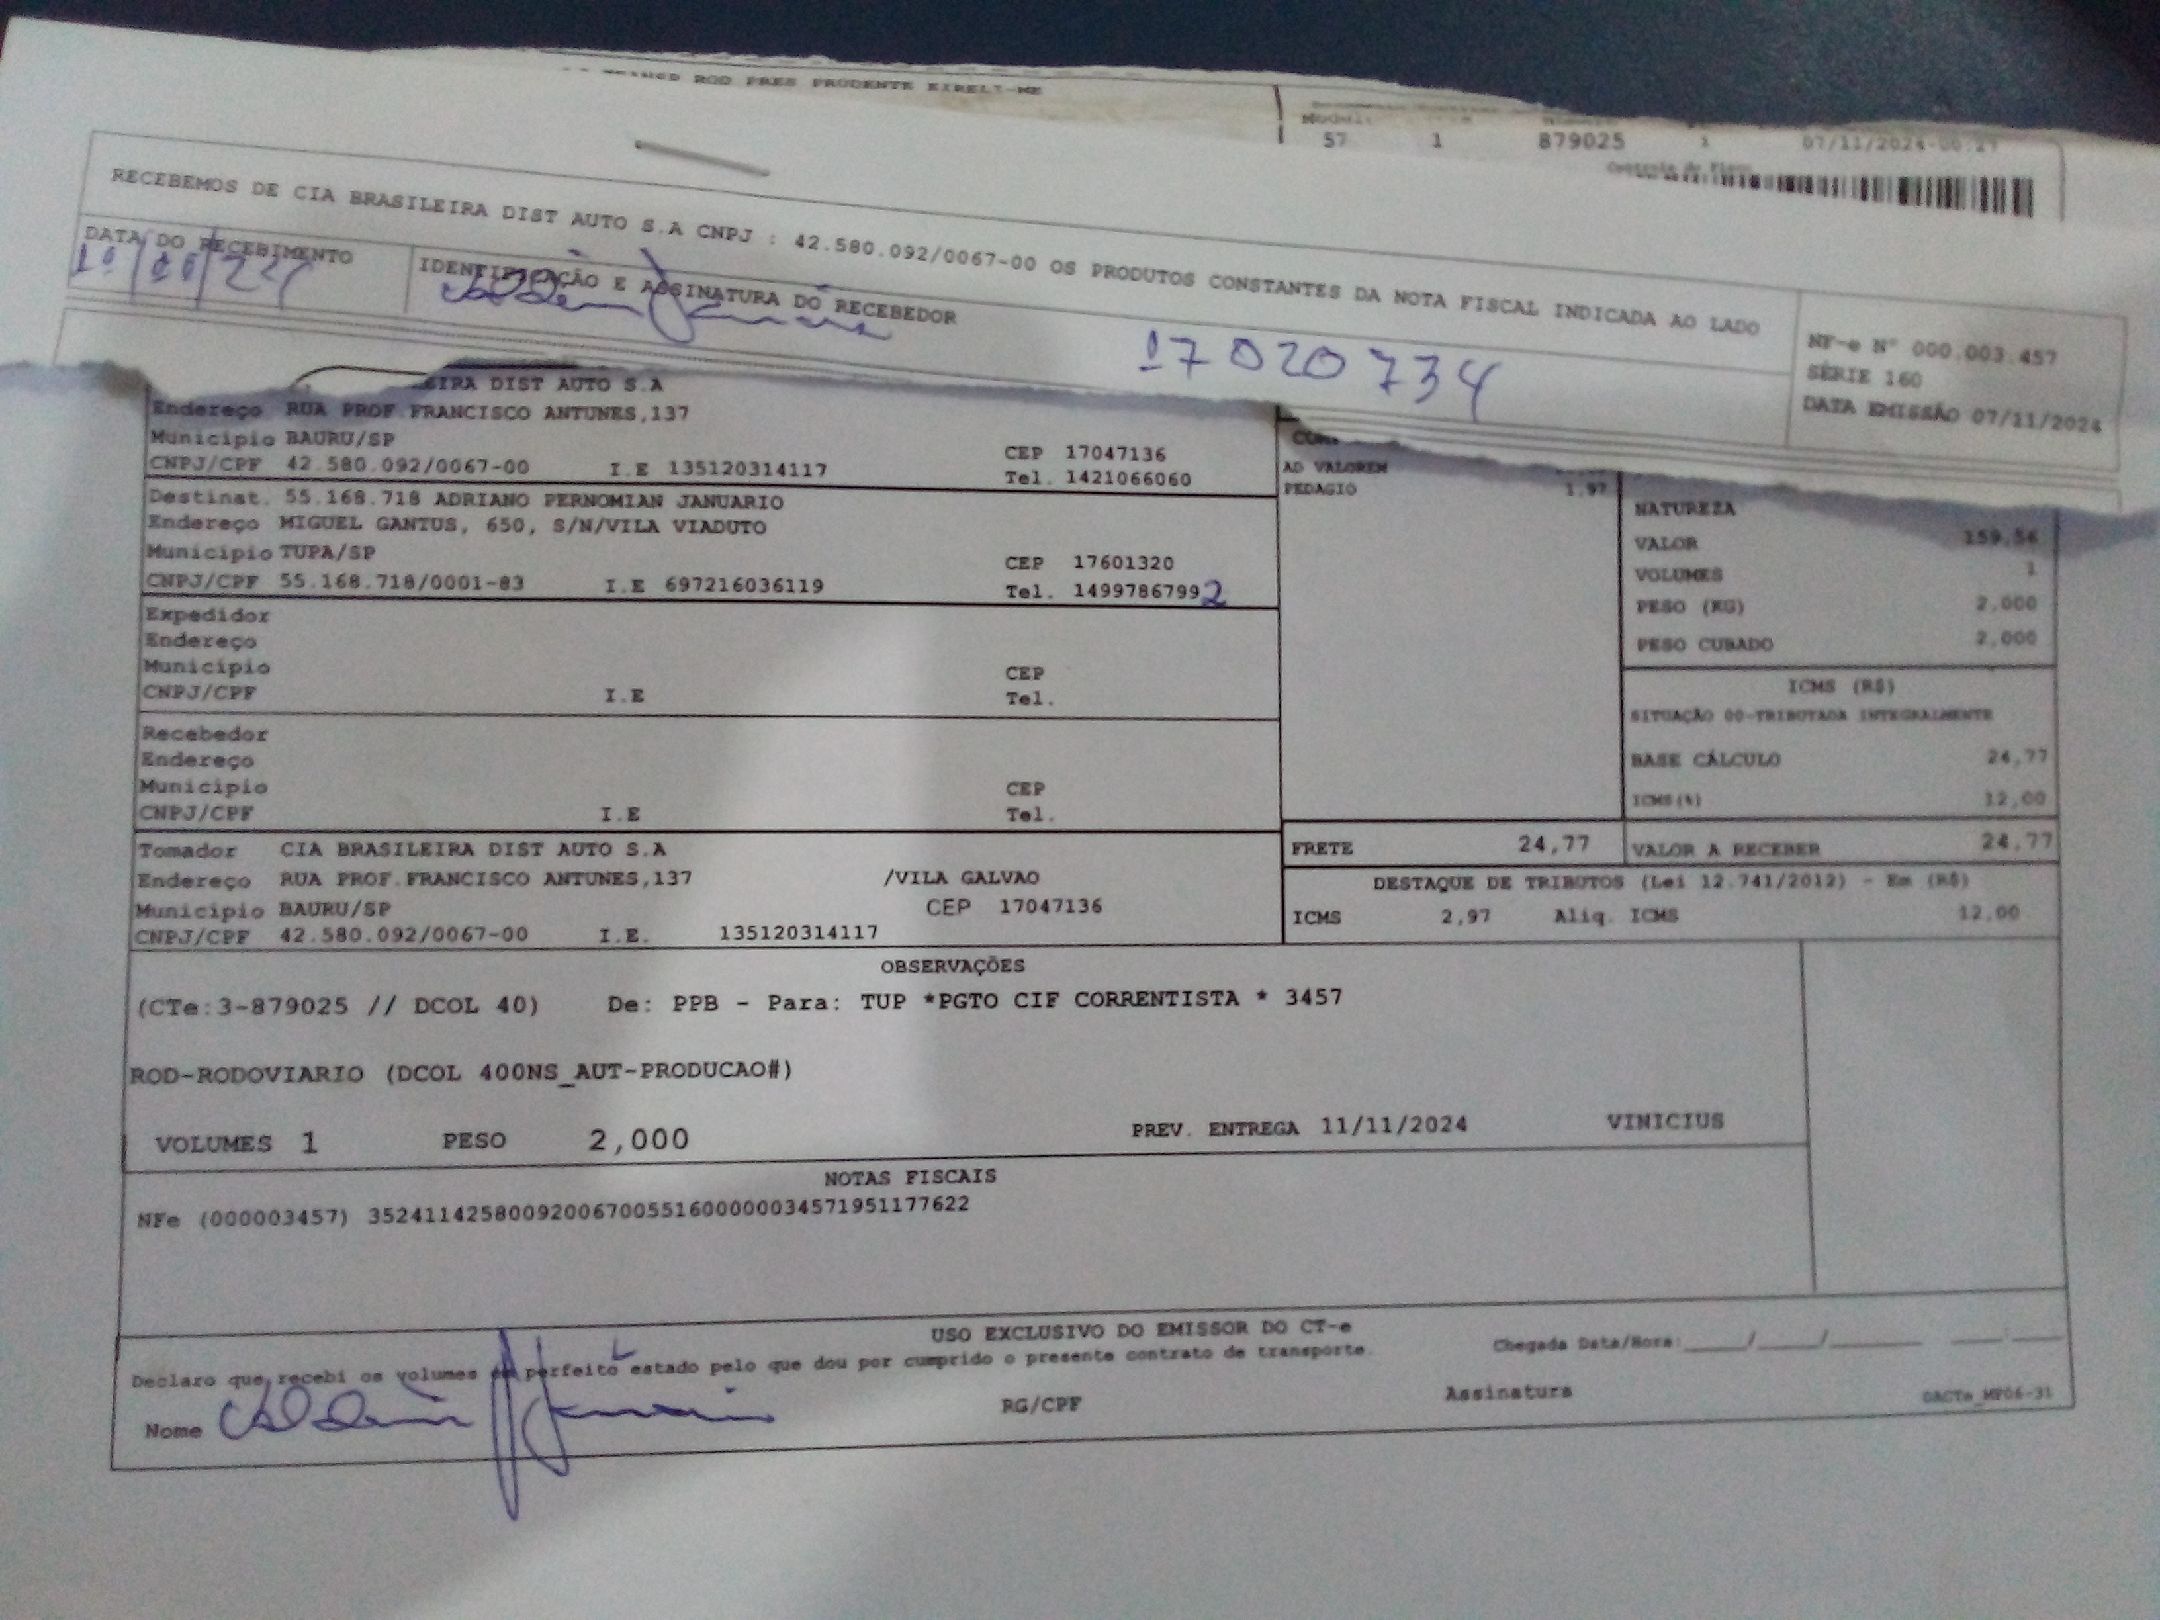 ROD PRES PRUDENTE EIRELI-ME
57 1 879025 1 07/11/2024-00:27
RECEBEMOS DE CIA BRASILEIRA DIST AUTO S.A CNPJ : 42.580.092/0067-00 OS PRODUTOS CONSTANTES DA NOTA FISCAL INDICADA AO LADO
DATA DO RECEBIMENTO
IDENTIFICAÇÃO E ASSINATURA DO RECEBEDOR
17020734
NF-e N° 000.003.457
SÉRIE 160
DATA EMISSÃO 07/11/2024
EIRA DIST AUTO S.A
Endereço RUA PROF.FRANCISCO ANTUNES,137
Municipio BAURU/SP CEP 17047136
CNPJ/CPF 42.580.092/0067-00 I.E 135120314117 Tel. 1421066060
Destinat. 55.168.718 ADRIANO PERNOMIAN JANUARIO
Endereço MIGUEL GANTUS, 650, S/N/VILA VIADUTO
Municipio TUPA/SP CEP 17601320
CNPJ/CPF 55.168.718/0001-83 I.E 697216036119 Tel. 14997867992
Expedidor
Endereço
Municipio CEP
CNPJ/CPF I.E Tel.
Recebedor
Endereço
Municipio CEP
CNPJ/CPF I.E Tel.
Tomador CIA BRASILEIRA DIST AUTO S.A
Endereço RUA PROF.FRANCISCO ANTUNES,137 /VILA GALVAO
Municipio BAURU/SP CEP 17047136
CNPJ/CPF 42.580.092/0067-00 I.E. 135120314117
AD VALOREM
PEDAGIO 1,97
NATUREZA
VALOR 159,56
VOLUMES 1
PESO (KG) 2,000
PESO CUBADO 2,000
ICMS (R$)
SITUAÇÃO 00-TRIBUTADA INTEGRALMENTE
BASE CÁLCULO 24,77
ICMS(%) 12,00
FRETE 24,77 VALOR A RECEBER 24,77
DESTAQUE DE TRIBUTOS (Lei 12.741/2012) - Em (R$)
ICMS 2,97 Aliq. ICMS 12,00
OBSERVAÇÕES
(CTe:3-879025 // DCOL 40) De: PPB - Para: TUP *PGTO CIF CORRENTISTA * 3457
ROD-RODOVIARIO (DCOL 400NS_AUT-PRODUCAO#)
VOLUMES 1 PESO 2,000 PREV. ENTREGA 11/11/2024 VINICIUS
NOTAS FISCAIS
NFe (000003457) 35241142580092006700551600000034571951177622
USO EXCLUSIVO DO EMISSOR DO CT-e
Declaro que recebi os volumes em perfeito estado pelo que dou por cumprido o presente contrato de transporte.
Chegada Data/Hora:_____/_____/_______ ____:____
Nome RG/CPF Assinatura
DACTe_MP06-31